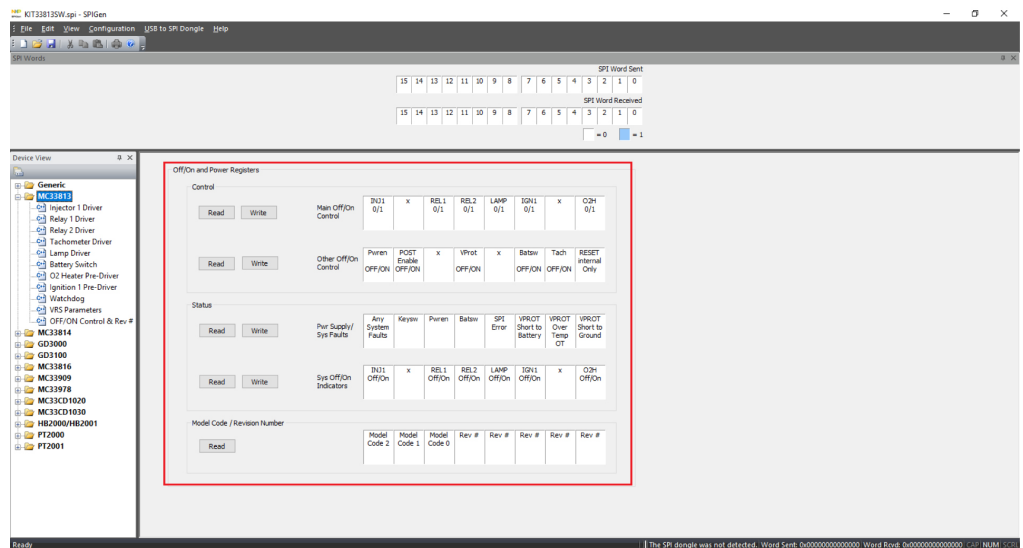 KIT33813SW.spi - SPIGen
File Edit View Configuration USB to SPI Dongle Help
SPI Words
SPI Word Sent
15 14 13 12 11 10 9 8 7 6 5 4 3 2 1 0
SPI Word Received
15 14 13 12 11 10 9 8 7 6 5 4 3 2 1 0
= 0 = 1
Device View
Generic
MC33813
Injector 1 Driver
Relay 1 Driver
Relay 2 Driver
Tachometer Driver
Lamp Driver
Battery Switch
O2 Heater Pre-Driver
Ignition 1 Pre-Driver
Watchdog
VRS Parameters
OFF/ON Control & Rev #
MC33814
GD3000
GD3100
MC33816
MC33909
MC33978
MC33CD1020
MC33CD1030
HB2000/HB2001
PT2000
PT2001
Off/On and Power Registers
Control
Read Write Main Off/On Control INJ1 0/1 x REL1 0/1 REL2 0/1 LAMP 0/1 IGN1 0/1 x O2H 0/1
Read Write Other Off/On Control Pwren OFF/ON POST Enable OFF/ON x VProt OFF/ON x Batsw OFF/ON Tach OFF/ON RESET internal Only
Status
Read Write Pwr Supply/ Sys Faults Any System Faults Keysw Pwren Batsw SPI Error VPROT Short to Battery VPROT Over Temp OT VPROT Short to Ground
Read Write Sys Off/On Indicators INJ1 Off/On x REL1 Off/On REL2 Off/On LAMP Off/On IGN1 Off/On x O2H Off/On
Model Code / Revision Number
Read Model Code 2 Model Code 1 Model Code 0 Rev # Rev # Rev # Rev # Rev #
Ready The SPI dongle was not detected. Word Sent: 0x00000000000000 Word Rcvd: 0x00000000000000 CAP NUM SCRL